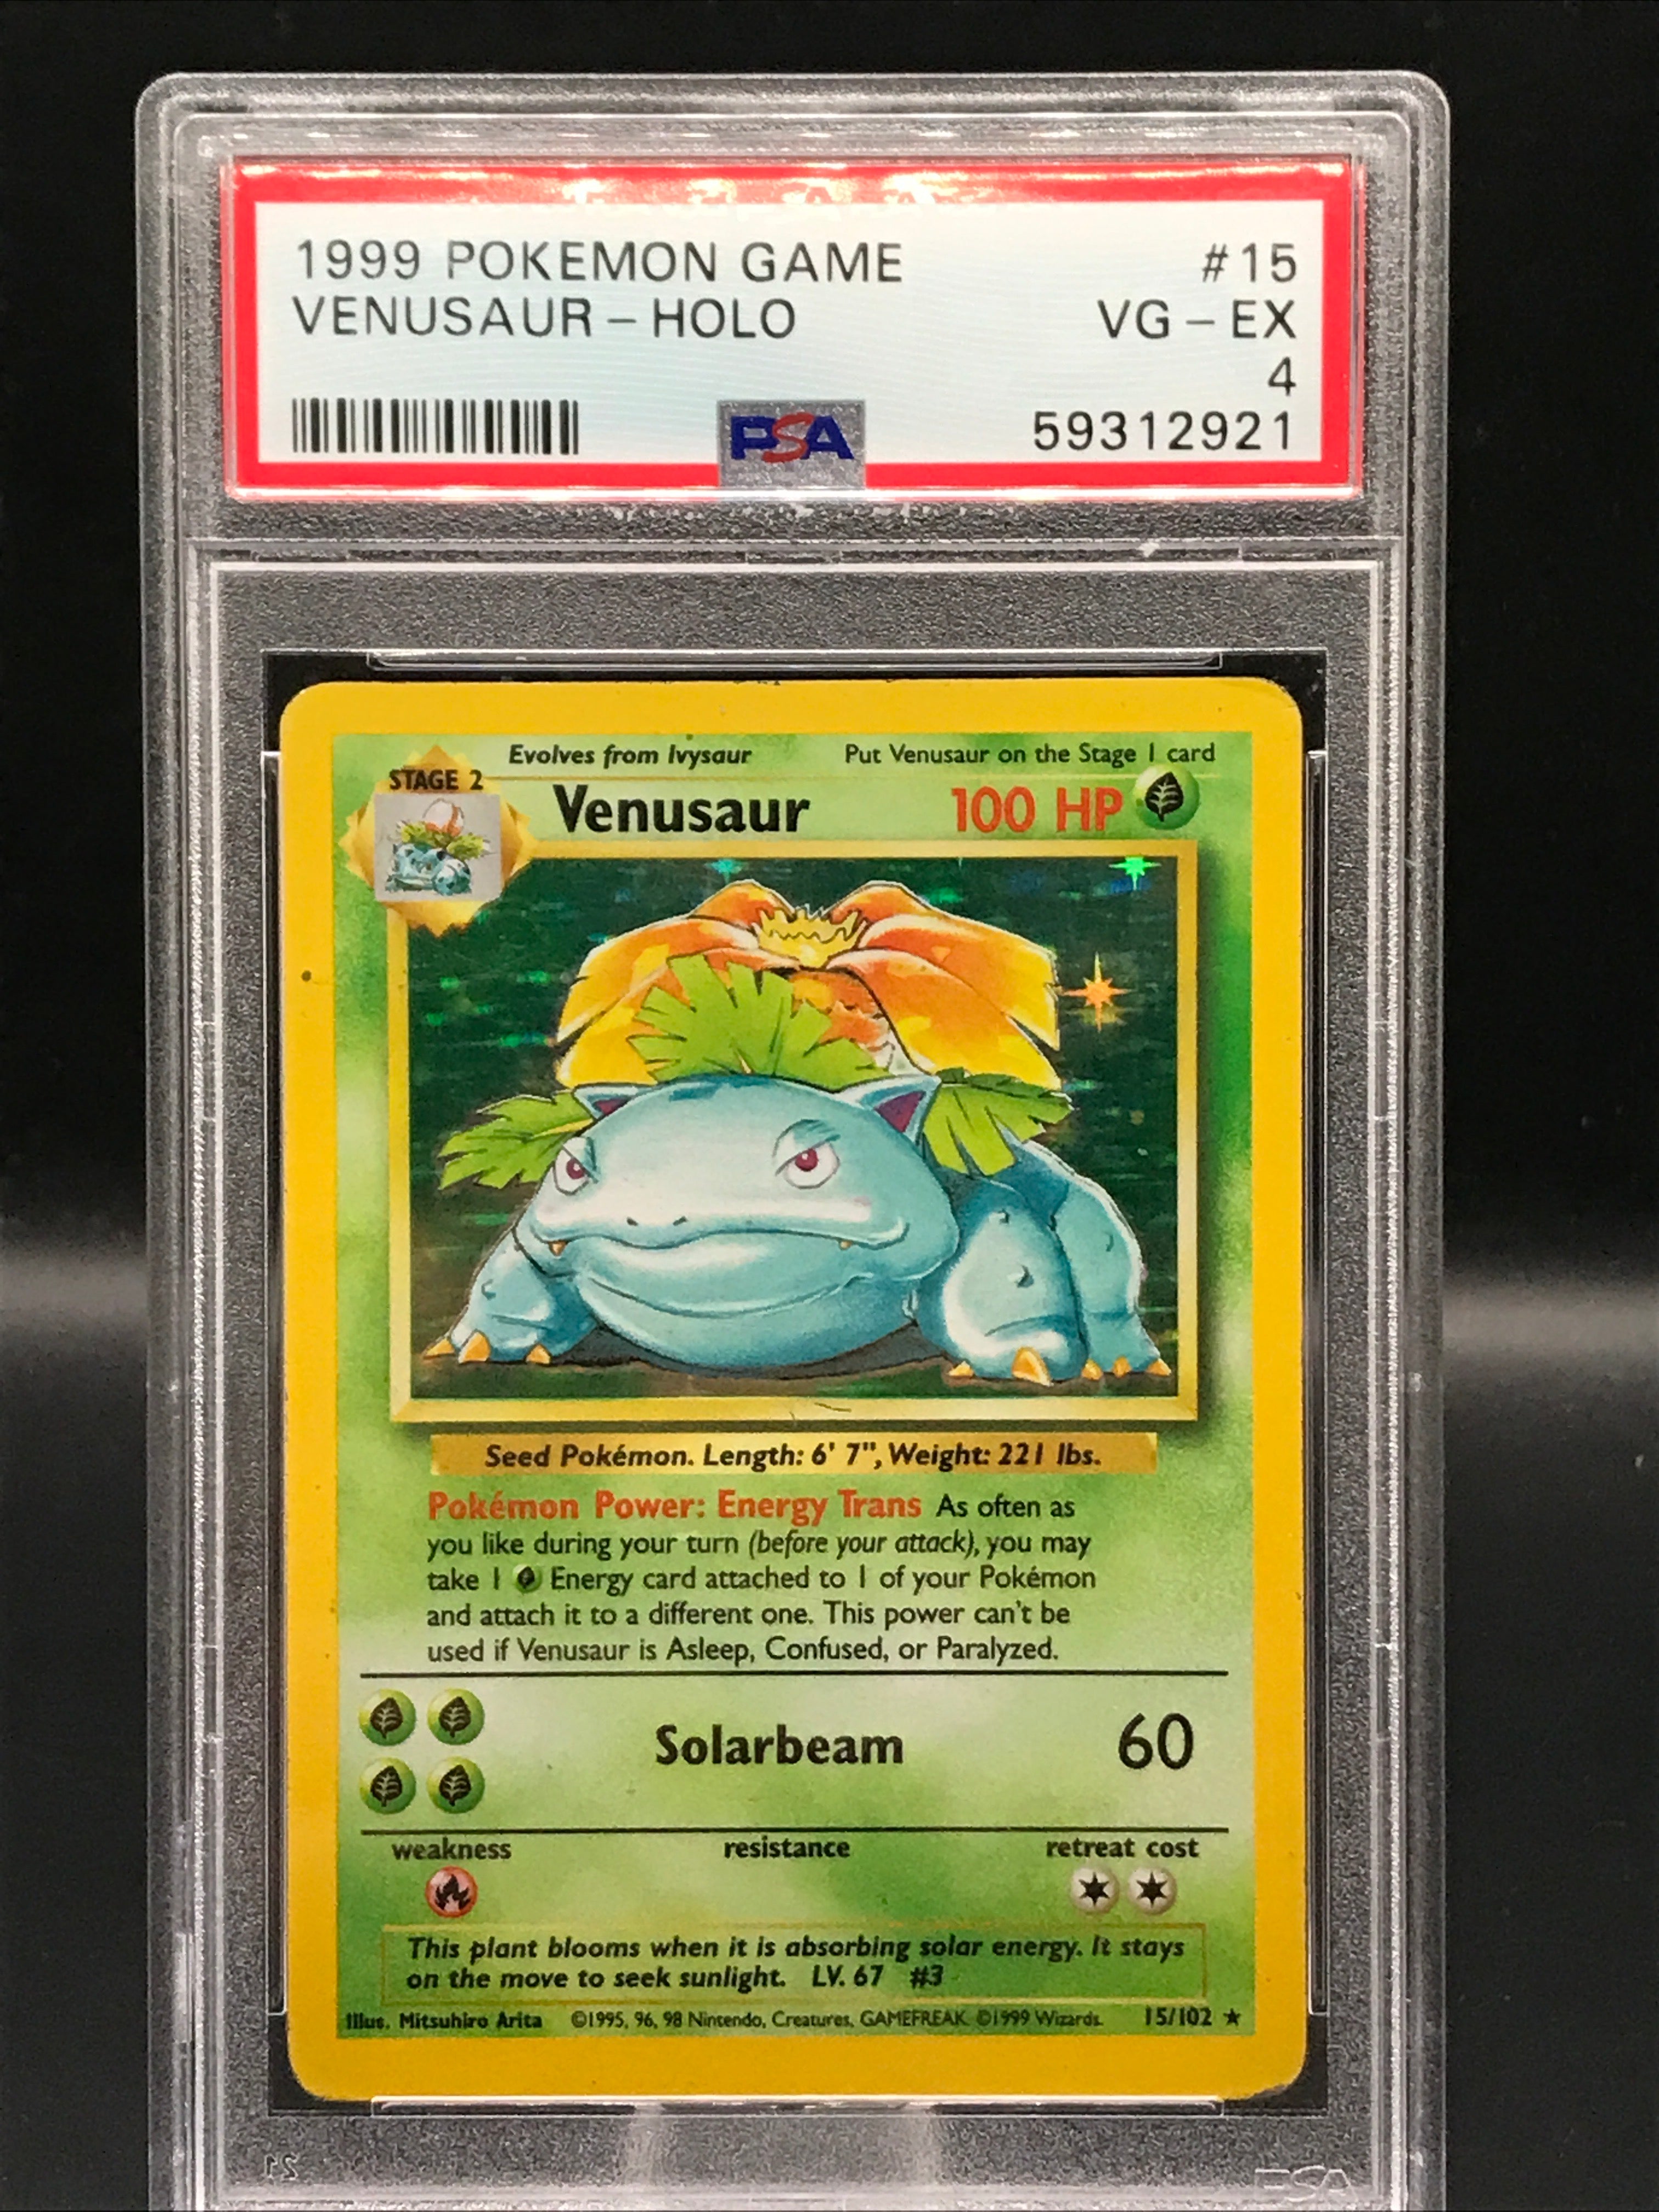 1999 POKEMON GAME #15
VENUSAUR - HOLO VG - EX
4
PSA 59312921
Evolves from Ivysaur Put Venusaur on the Stage 1 card
STAGE 2
Venusaur 100 HP
Seed Pokémon. Length: 6' 7", Weight: 221 lbs.
Pokémon Power: Energy Trans As often as
you like during your turn (before your attack), you may
take 1 Energy card attached to 1 of your Pokémon
and attach it to a different one. This power can't be
used if Venusaur is Asleep, Confused, or Paralyzed.
Solarbeam 60
weakness resistance retreat cost
This plant blooms when it is absorbing solar energy. It stays
on the move to seek sunlight. LV. 67 #3
Illus. Mitsuhiro Arita ©1995, 96, 98 Nintendo, Creatures, GAMEFREAK. ©1999 Wizards. 15/102 ★
PSA